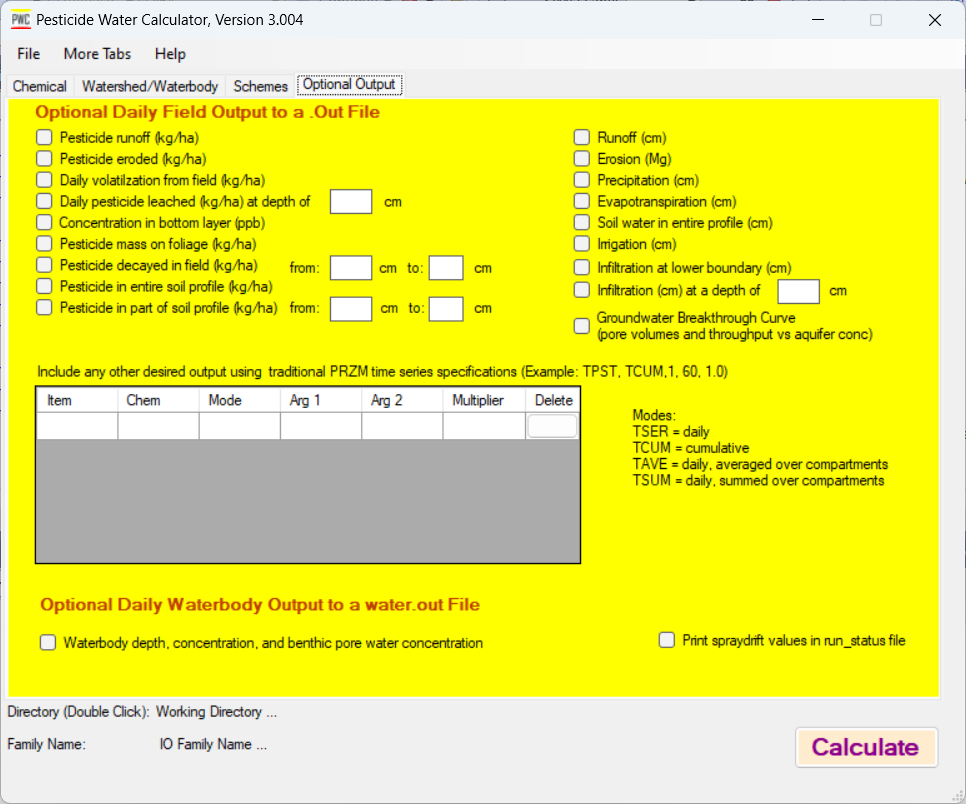 PWC Pesticide Water Calculator, Version 3.004
File More Tabs Help
Chemical Watershed/Waterbody Schemes Optional Output
Optional Daily Field Output to a .Out File
Pesticide runoff (kg/ha)
Pesticide eroded (kg/ha)
Daily volatilzation from field (kg/ha)
Daily pesticide leached (kg/ha) at depth of cm
Concentration in bottom layer (ppb)
Pesticide mass on foliage (kg/ha)
Pesticide decayed in field (kg/ha) from: cm to: cm
Pesticide in entire soil profile (kg/ha)
Pesticide in part of soil profile (kg/ha) from: cm to: cm
Runoff (cm)
Erosion (Mg)
Precipitation (cm)
Evapotranspiration (cm)
Soil water in entire profile (cm)
Irrigation (cm)
Infiltration at lower boundary (cm)
Infiltration (cm) at a depth of cm
Groundwater Breakthrough Curve
(pore volumes and throughput vs aquifer conc)
Include any other desired output using traditional PRZM time series specifications (Example: TPST, TCUM,1, 60, 1.0)
Item Chem Mode Arg 1 Arg 2 Multiplier Delete
Modes:
TSER = daily
TCUM = cumulative
TAVE = daily, averaged over compartments
TSUM = daily, summed over compartments
Optional Daily Waterbody Output to a water.out File
Waterbody depth, concentration, and benthic pore water concentration
Print spraydrift values in run_status file
Directory (Double Click): Working Directory ...
Family Name: IO Family Name ...
Calculate